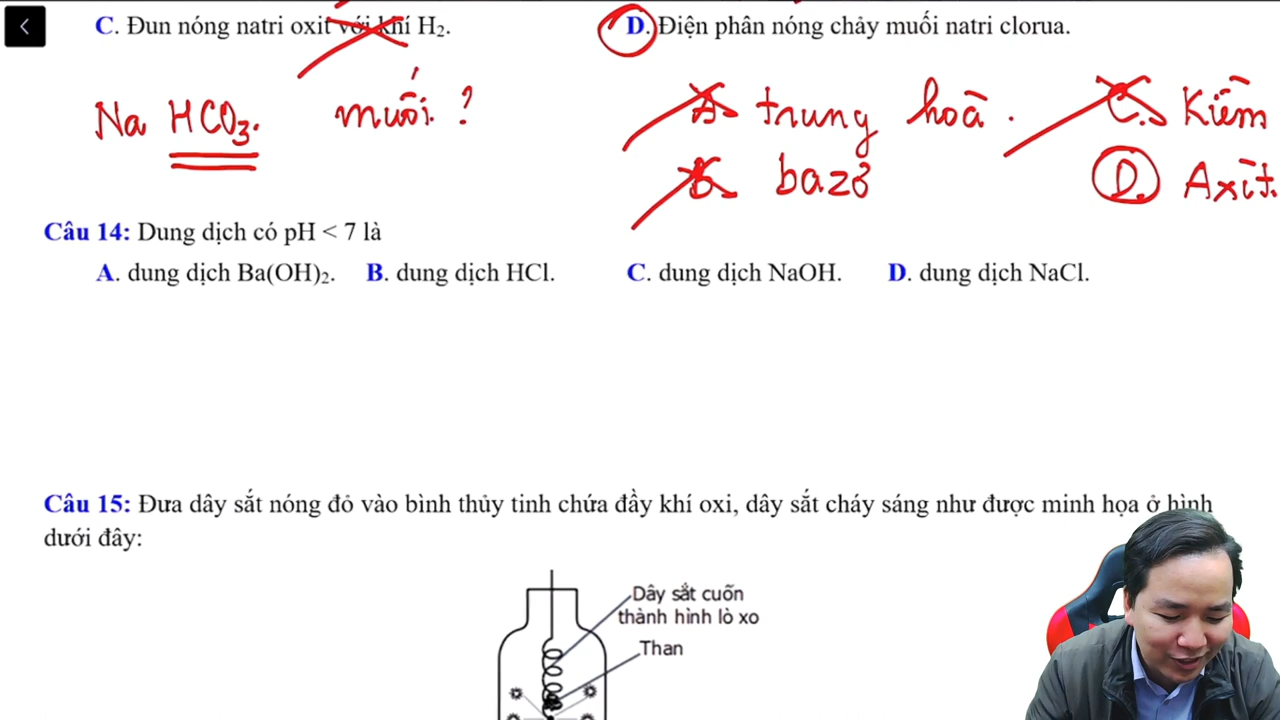 C. Đun nóng natri oxit với khí H₂.
D. Điện phân nóng chảy muối natri clorua.
Na HCO₃. muối ?
A. trung hoà.
C. Kiềm
B. bazơ
D. Axit.
Câu 14: Dung dịch có pH < 7 là
A. dung dịch Ba(OH)₂. B. dung dịch HCl. C. dung dịch NaOH. D. dung dịch NaCl.
Câu 15: Đưa dây sắt nóng đỏ vào bình thủy tinh chứa đầy khí oxi, dây sắt cháy sáng như được minh họa ở hình
dưới đây:
Dây sắt cuốn
thành hình lò xo
Than